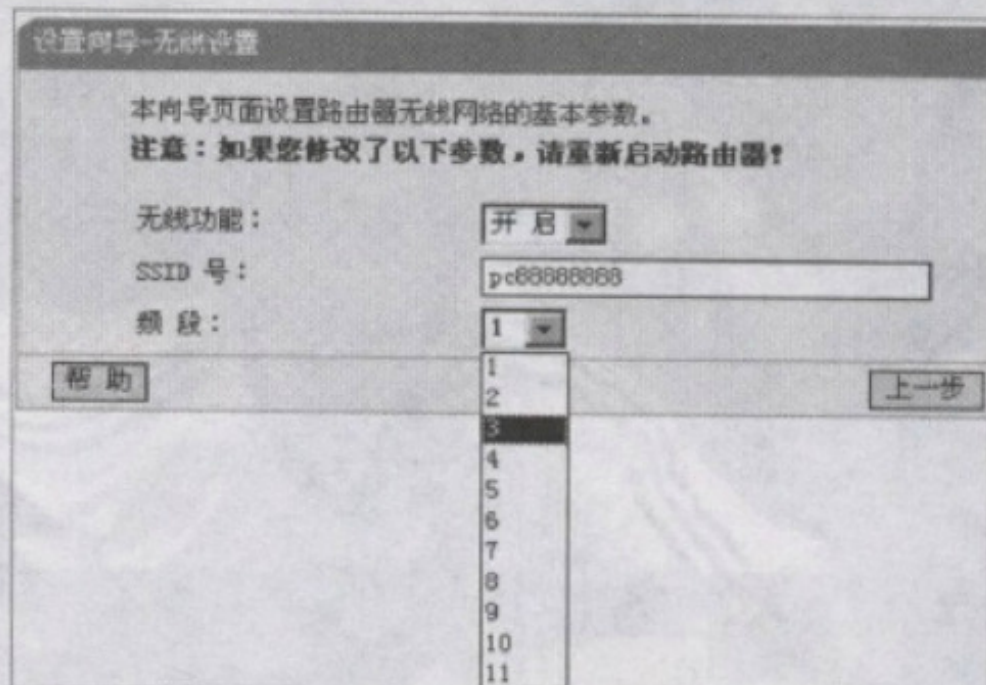 设置向导-无线设置
本向导页面设置路由器无线网络的基本参数。
注意：如果您修改了以下参数，请重新启动路由器！
无线功能：
开 启
SSID 号：
pc88888888
频 段：
1
1
2
3
4
5
6
7
8
9
10
11
帮 助
上一步